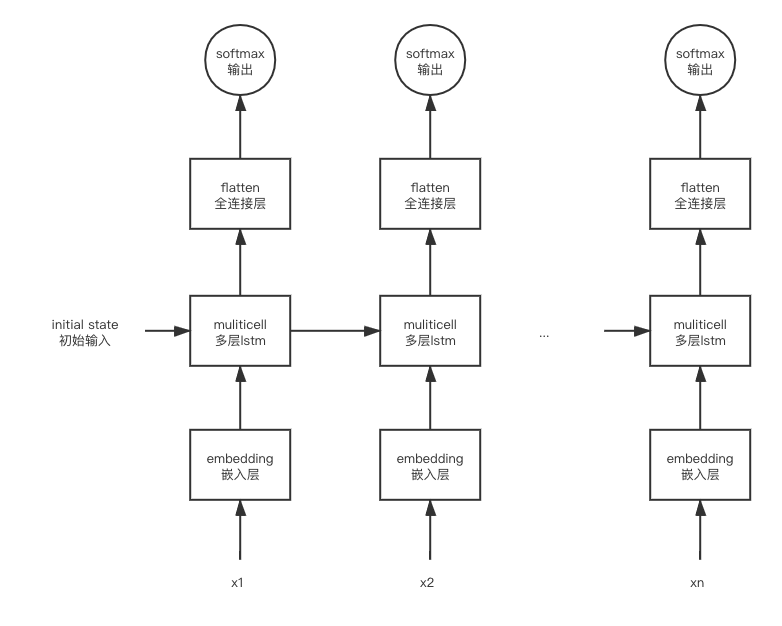 softmax
输出
softmax
输出
softmax
输出
flatten
全连接层
flatten
全连接层
flatten
全连接层
initial state
初始输入
muliticell
多层lstm
muliticell
多层lstm
...
muliticell
多层lstm
embedding
嵌入层
embedding
嵌入层
embedding
嵌入层
x1
x2
xn